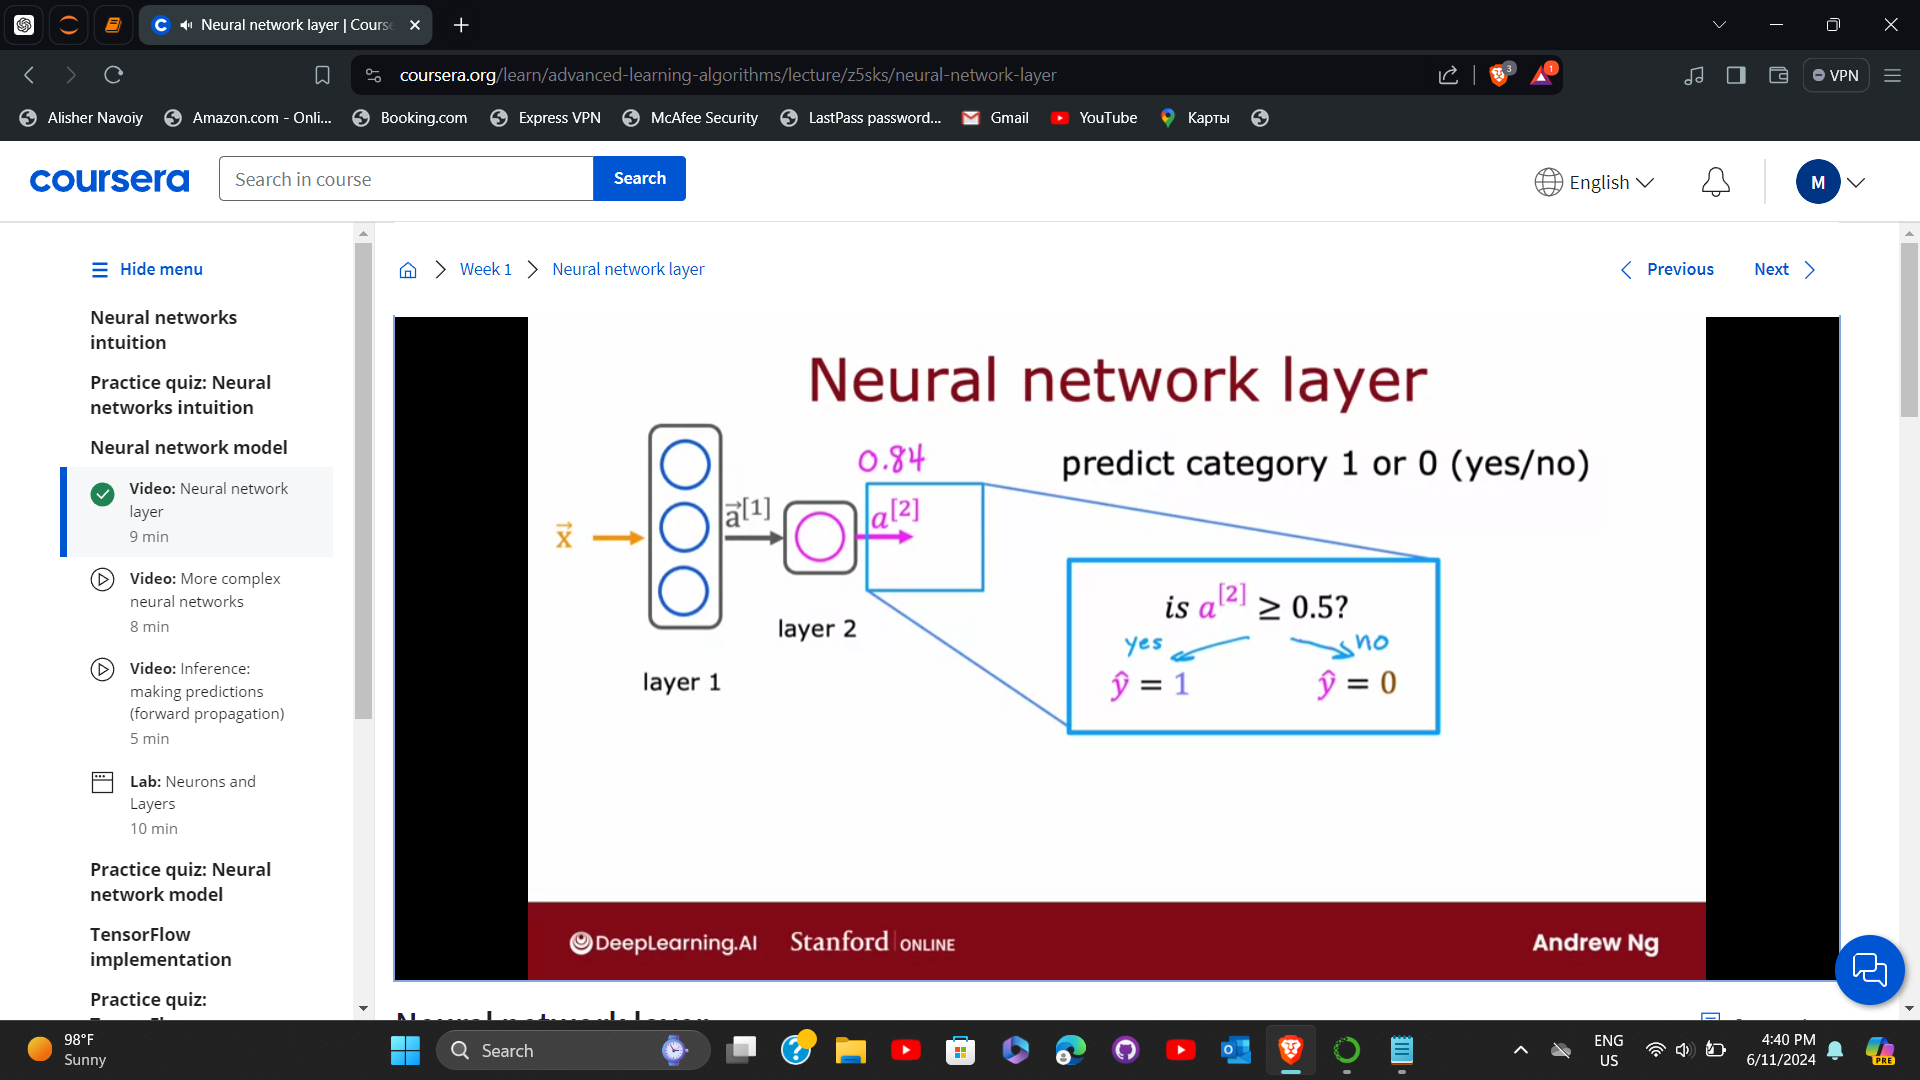 Neural network layer | Course
coursera.org/learn/advanced-learning-algorithms/lecture/z5sks/neural-network-layer
3
1
VPN
Alisher Navoiy
Amazon.com - Onli...
Booking.com
Express VPN
McAfee Security
LastPass password...
Gmail
YouTube
Карты
coursera
Search in course
Search
English
M
Hide menu
Week 1
Neural network layer
Previous
Next
Neural networks
intuition
Practice quiz: Neural
networks intuition
Neural network model
Video: Neural network
layer
9 min
Video: More complex
neural networks
8 min
Video: Inference:
making predictions
(forward propagation)
5 min
Lab: Neurons and
Layers
10 min
Practice quiz: Neural
network model
TensorFlow
implementation
Practice quiz:
Neural network layer
0.84
predict category 1 or 0 (yes/no)
x⃗
a⃗[1]
a[2]
layer 2
layer 1
is a[2] ≥ 0.5?
yes
no
ŷ = 1
ŷ = 0
DeepLearning.AI
Stanford | ONLINE
Andrew Ng
Neural network layer
98°F
Sunny
Search
ENG
US
4:40 PM
6/11/2024
PRE